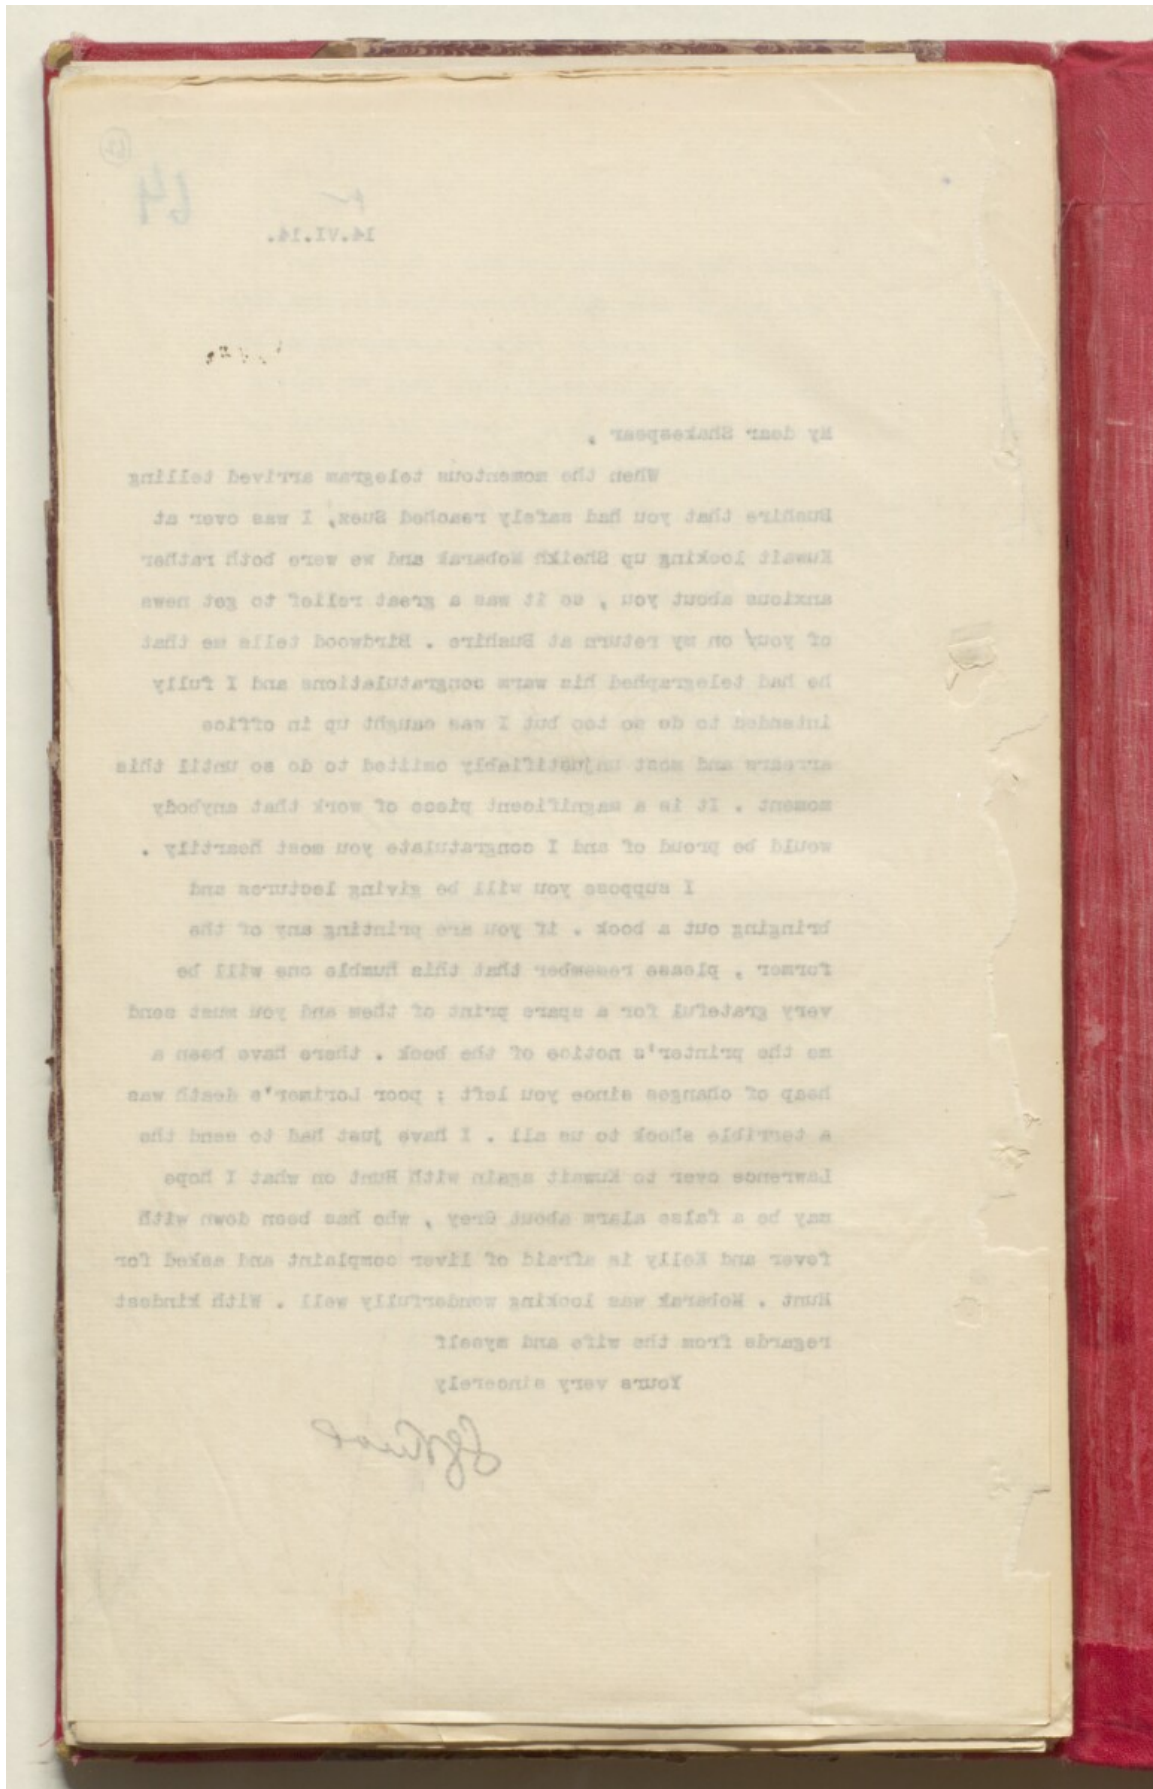 64
14.VI.14.
My dear Shakespear ,
When the momentous telegram arrived telling
Bushire that you had safely reached Suez, I was over at
Kuwait looking up Sheikh Mobarak and we were both rather
anxious about you , so it was a great relief to get news
of your on my return at Bushire . Birdwood tells me that
he had telegraphed his warm congratulations and I fully
intended to do so too but I was caught up in office
arrears and most unjustifiably omitted to do so until this
moment . It is a magnificent piece of work that anybody
would be proud of and I congratulate you most heartily .
I suppose you will be giving lectures and
bringing out a book . if you are printing any of the
former , please remember that this humble one will be
very grateful for a spare print of them and you must send
me the printer's notice of the book . there have been a
heap of changes since you left ; poor Lorimer's death was
a terrible shock to us all . I have just had to send the
Lawrence over to Kuwait again with Hunt on what I hope
may be a false alarm about Grey , who has been down with
fever and Kelly is afraid of liver complaint and asked for
Hunt . Mobarak was looking wonderfully well . With kindest
regards from the wife and myself
Yours very sincerely
SGKnox